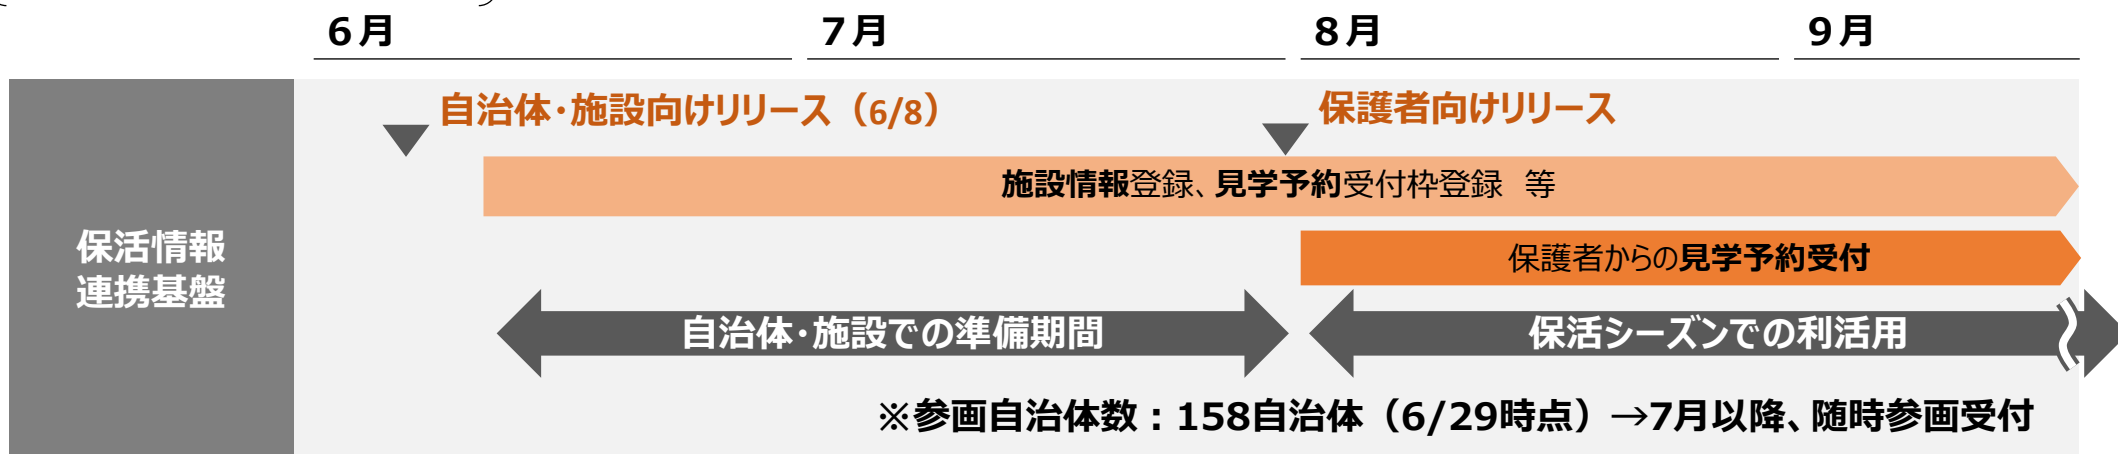 6月 7月 8月 9月
自治体・施設向けリリース（6/8） 保護者向けリリース
施設情報登録、見学予約受付枠登録 等
保活情報
連携基盤
保護者からの見学予約受付
自治体・施設での準備期間 保活シーズンでの利活用
※参画自治体数：158自治体（6/29時点）→7月以降、随時参画受付